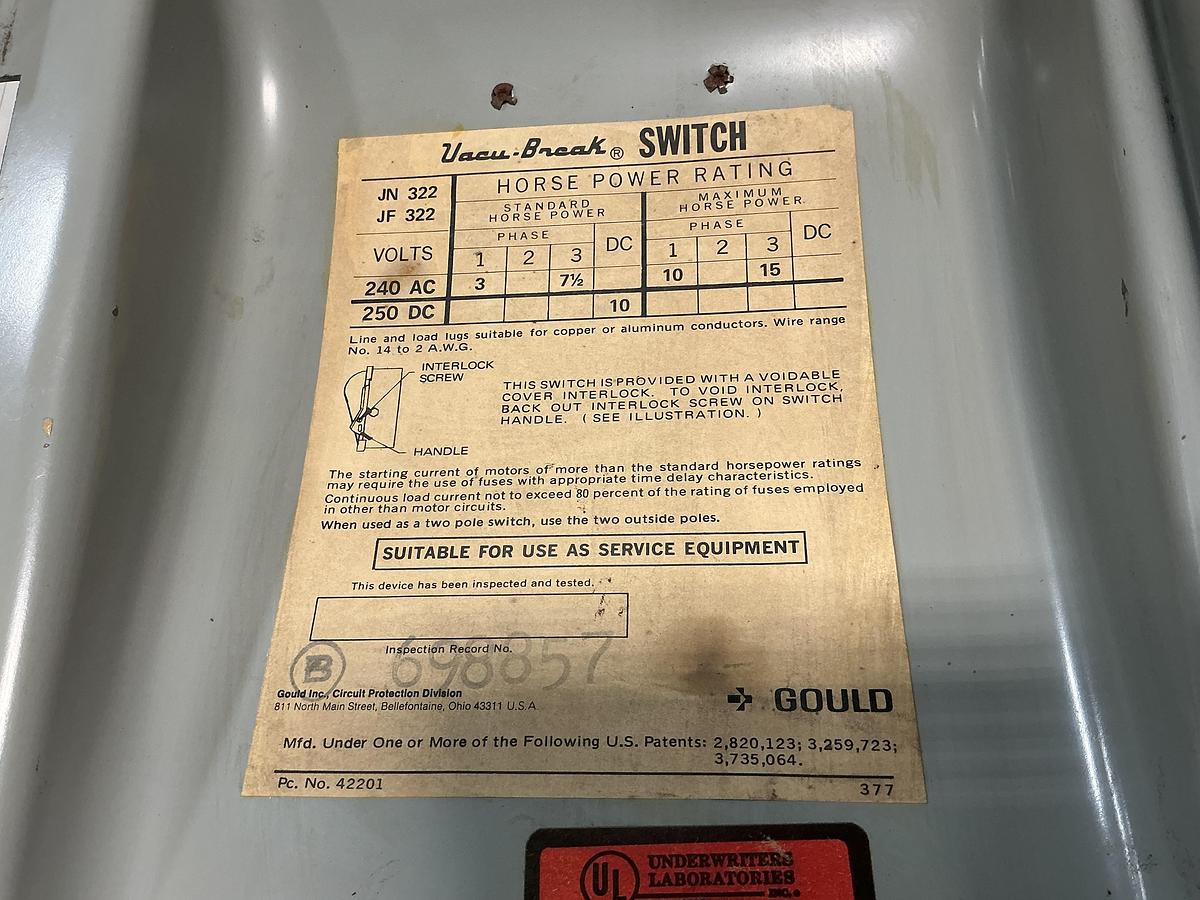 Vacu-Break® SWITCH
JN 322
JF 322
HORSE POWER RATING
STANDARD
HORSE POWER
MAXIMUM
HORSE POWER
VOLTS
PHASE
DC
PHASE
DC
1 2 3 1 2 3
240 AC 3 7½ 10 15
250 DC 10
Line and load lugs suitable for copper or aluminum conductors. Wire range
No. 14 to 2 A.W.G.
INTERLOCK
SCREW
THIS SWITCH IS PROVIDED WITH A VOIDABLE
COVER INTERLOCK. TO VOID INTERLOCK,
BACK OUT INTERLOCK SCREW ON SWITCH
HANDLE. (SEE ILLUSTRATION.)
HANDLE
The starting current of motors of more than the standard horsepower ratings
may require the use of fuses with appropriate time delay characteristics.
Continuous load current not to exceed 80 percent of the rating of fuses employed
in other than motor circuits.
When used as a two pole switch, use the two outside poles.
SUITABLE FOR USE AS SERVICE EQUIPMENT
This device has been inspected and tested.
Inspection Record No.
B 698857
Gould Inc., Circuit Protection Division
811 North Main Street, Bellefontaine, Ohio 43311 U.S.A.
GOULD
Mfd. Under One or More of the Following U.S. Patents: 2,820,123; 3,259,723;
3,735,064.
Pc. No. 42201 377
UL UNDERWRITERS
LABORATORIES
INC.®